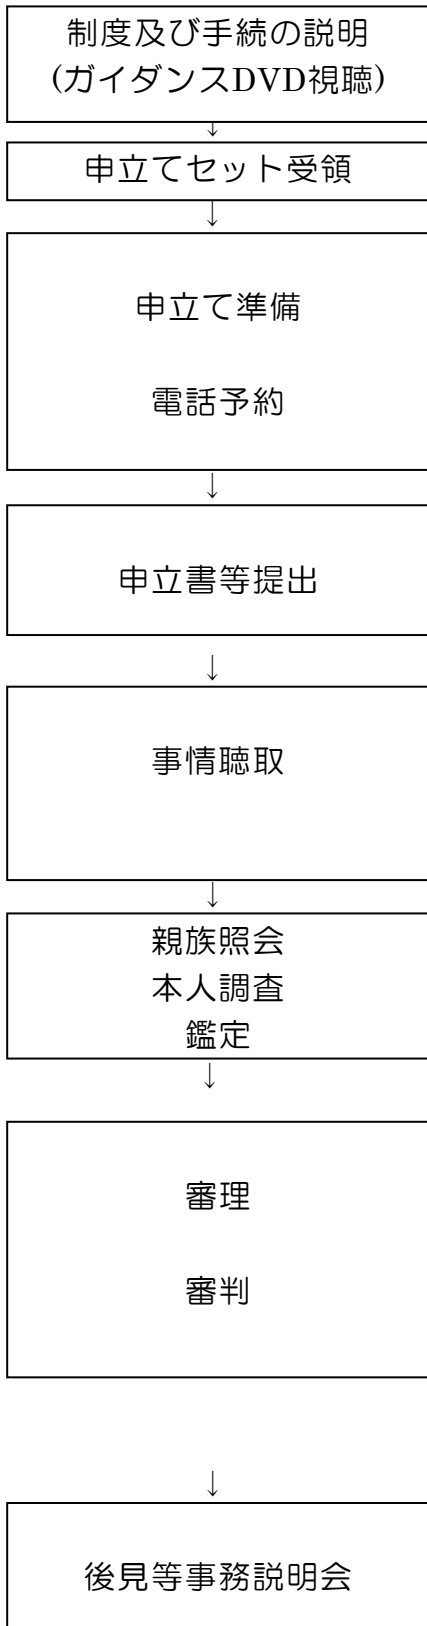 制度及び手続の説明
(ガイダンスDVD視聴)
↓
申立てセット受領
↓
申立て準備
電話予約
↓
申立書等提出
↓
事情聴取
↓
親族照会
本人調査
鑑定
↓
審理
審判
↓
後見等事務説明会